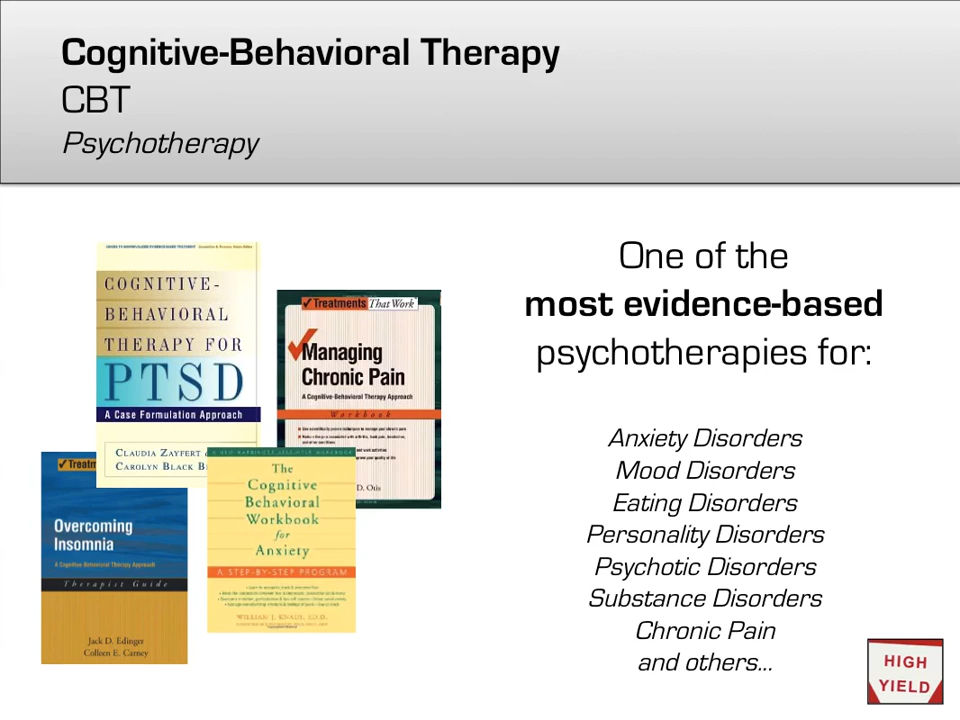 Cognitive-Behavioral Therapy
CBT
Psychotherapy
COGNITIVE-
BEHAVIORAL
THERAPY FOR
PTSD
A Case Formulation Approach
CLAUDIA ZAYFERT
CAROLYN BLACK
Treatments That Work
Managing
Chronic Pain
A Cognitive-Behavioral Therapy Approach
Workbook
D. Otis
Overcoming
Insomnia
A Cognitive-Behavioral Therapy Approach
Therapist Guide
Jack D. Edinger
Colleen E. Carney
The
Cognitive
Behavioral
Workbook
for
Anxiety
A STEP-BY-STEP PROGRAM
WILLIAM J. KNAUS, ED.D.
One of the
most evidence-based
psychotherapies for:
Anxiety Disorders
Mood Disorders
Eating Disorders
Personality Disorders
Psychotic Disorders
Substance Disorders
Chronic Pain
and others...
HIGH
YIELD